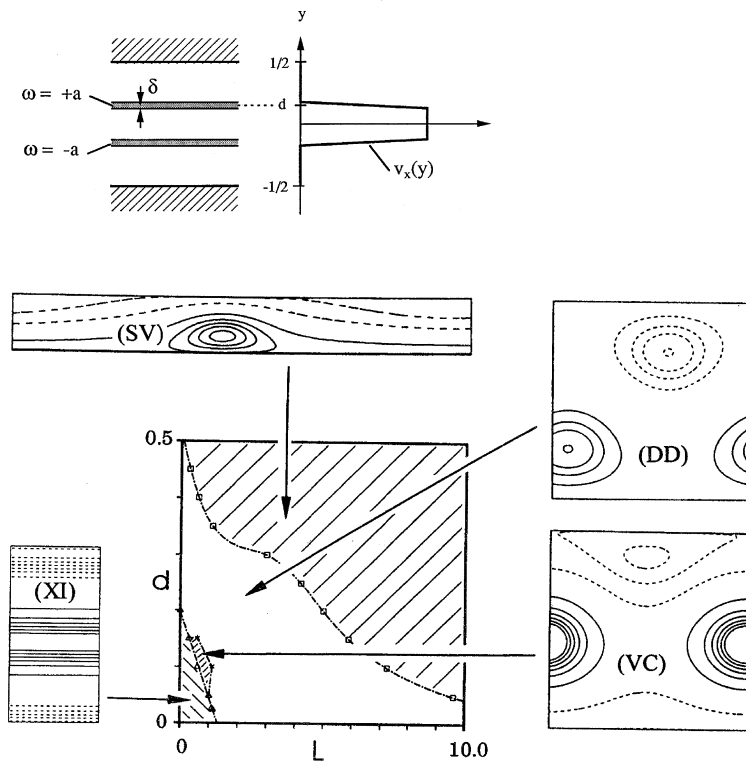 y
1/2
ω = +a
δ
d
ω = -a
-1/2
v_x(y)
(SV)
(DD)
0.5
(XI)
d
(VC)
0
0
L
10.0